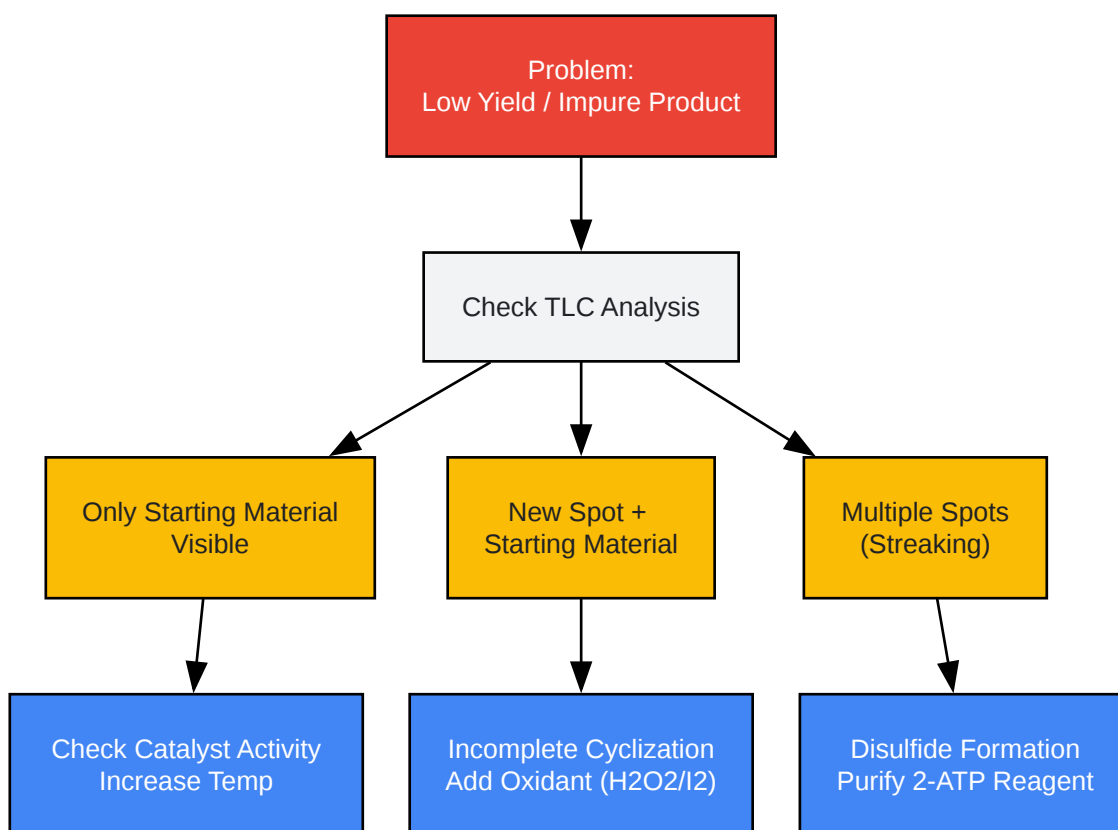 Problem:
Low Yield / Impure Product
Check TLC Analysis
Only Starting Material
Visible
New Spot +
Starting Material
Multiple Spots
(Streaking)
Check Catalyst Activity
Increase Temp
Incomplete Cyclization
Add Oxidant (H2O2/I2)
Disulfide Formation
Purify 2-ATP Reagent